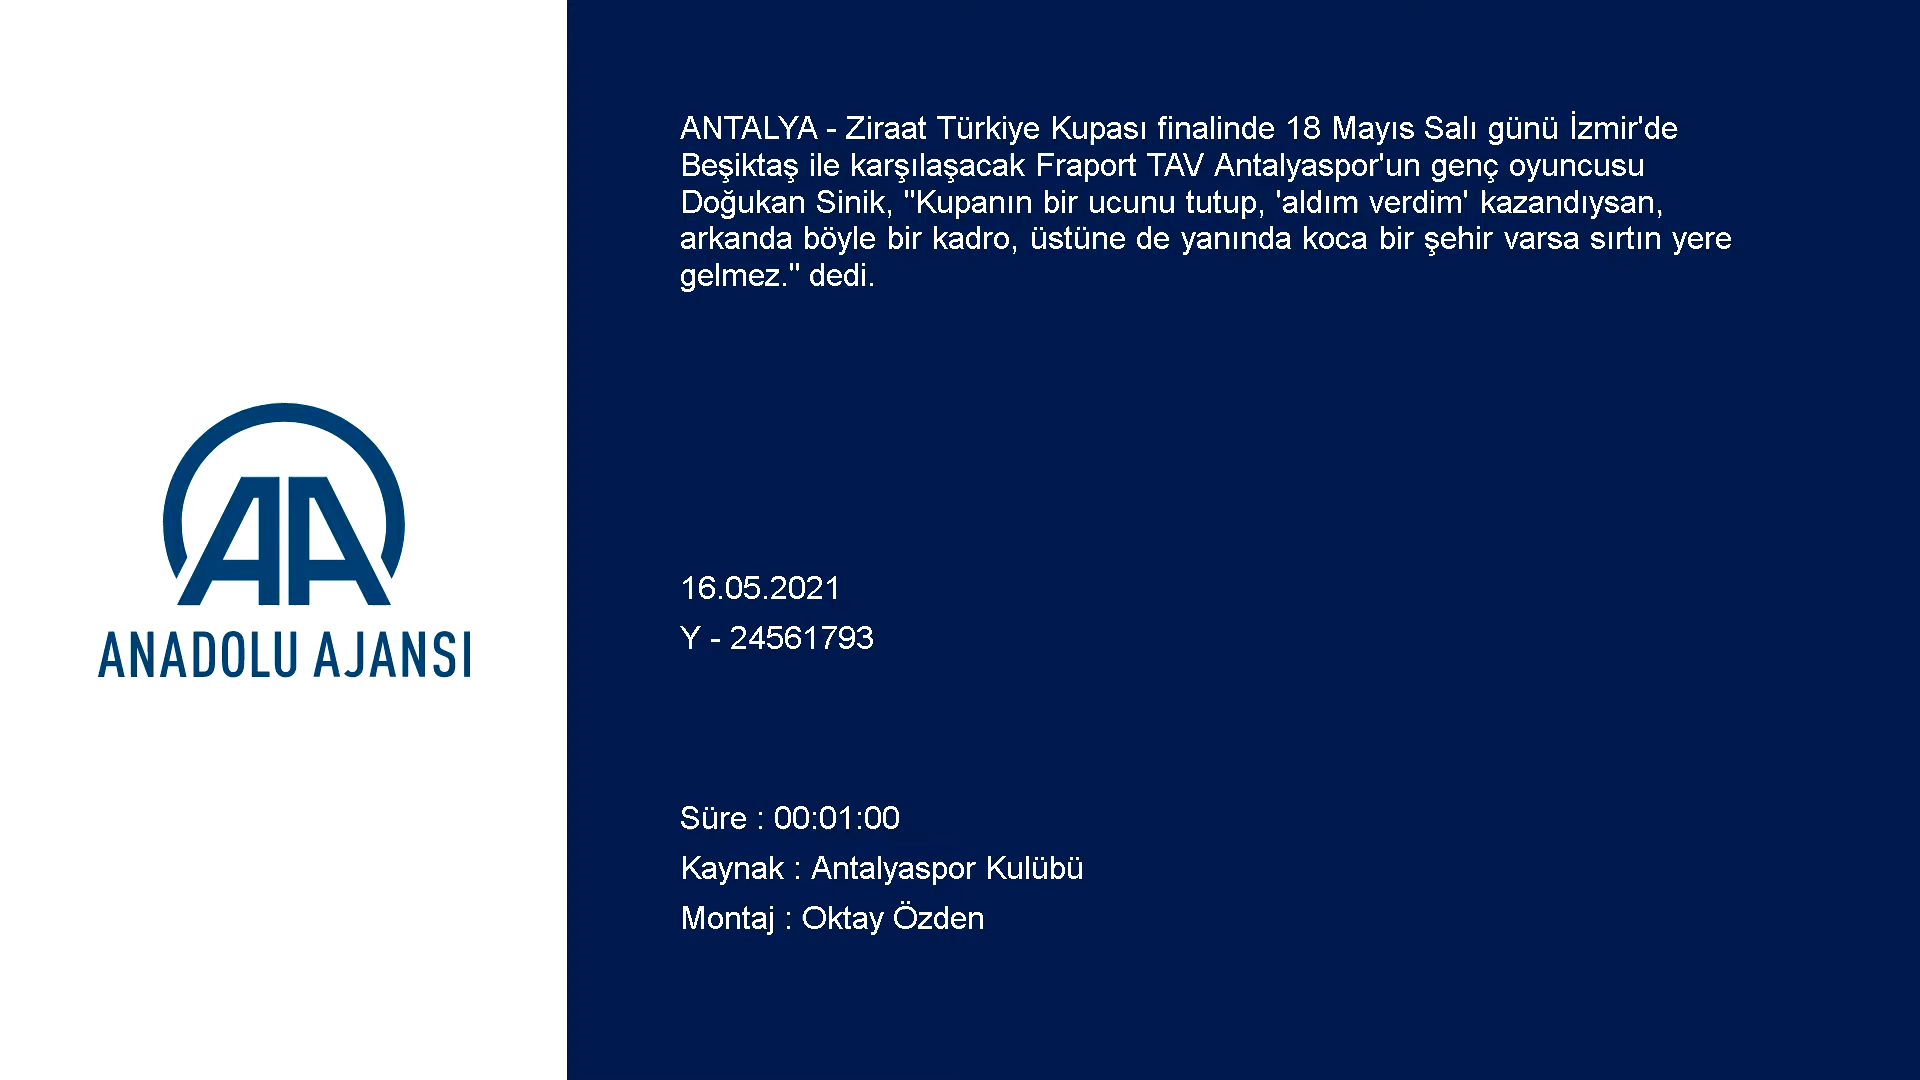 ANTALYA - Ziraat Türkiye Kupası finalinde 18 Mayıs Salı günü İzmir'de
Beşiktaş ile karşılaşacak Fraport TAV Antalyaspor'un genç oyuncusu
Doğukan Sinik, "Kupanın bir ucunu tutup, 'aldım verdim' kazandıysan,
arkanda böyle bir kadro, üstüne de yanında koca bir şehir varsa sırtın yere
gelmez." dedi.
AA
ANADOLU AJANSI
16.05.2021
Y - 24561793
Süre : 00:01:00
Kaynak : Antalyaspor Kulübü
Montaj : Oktay Özden